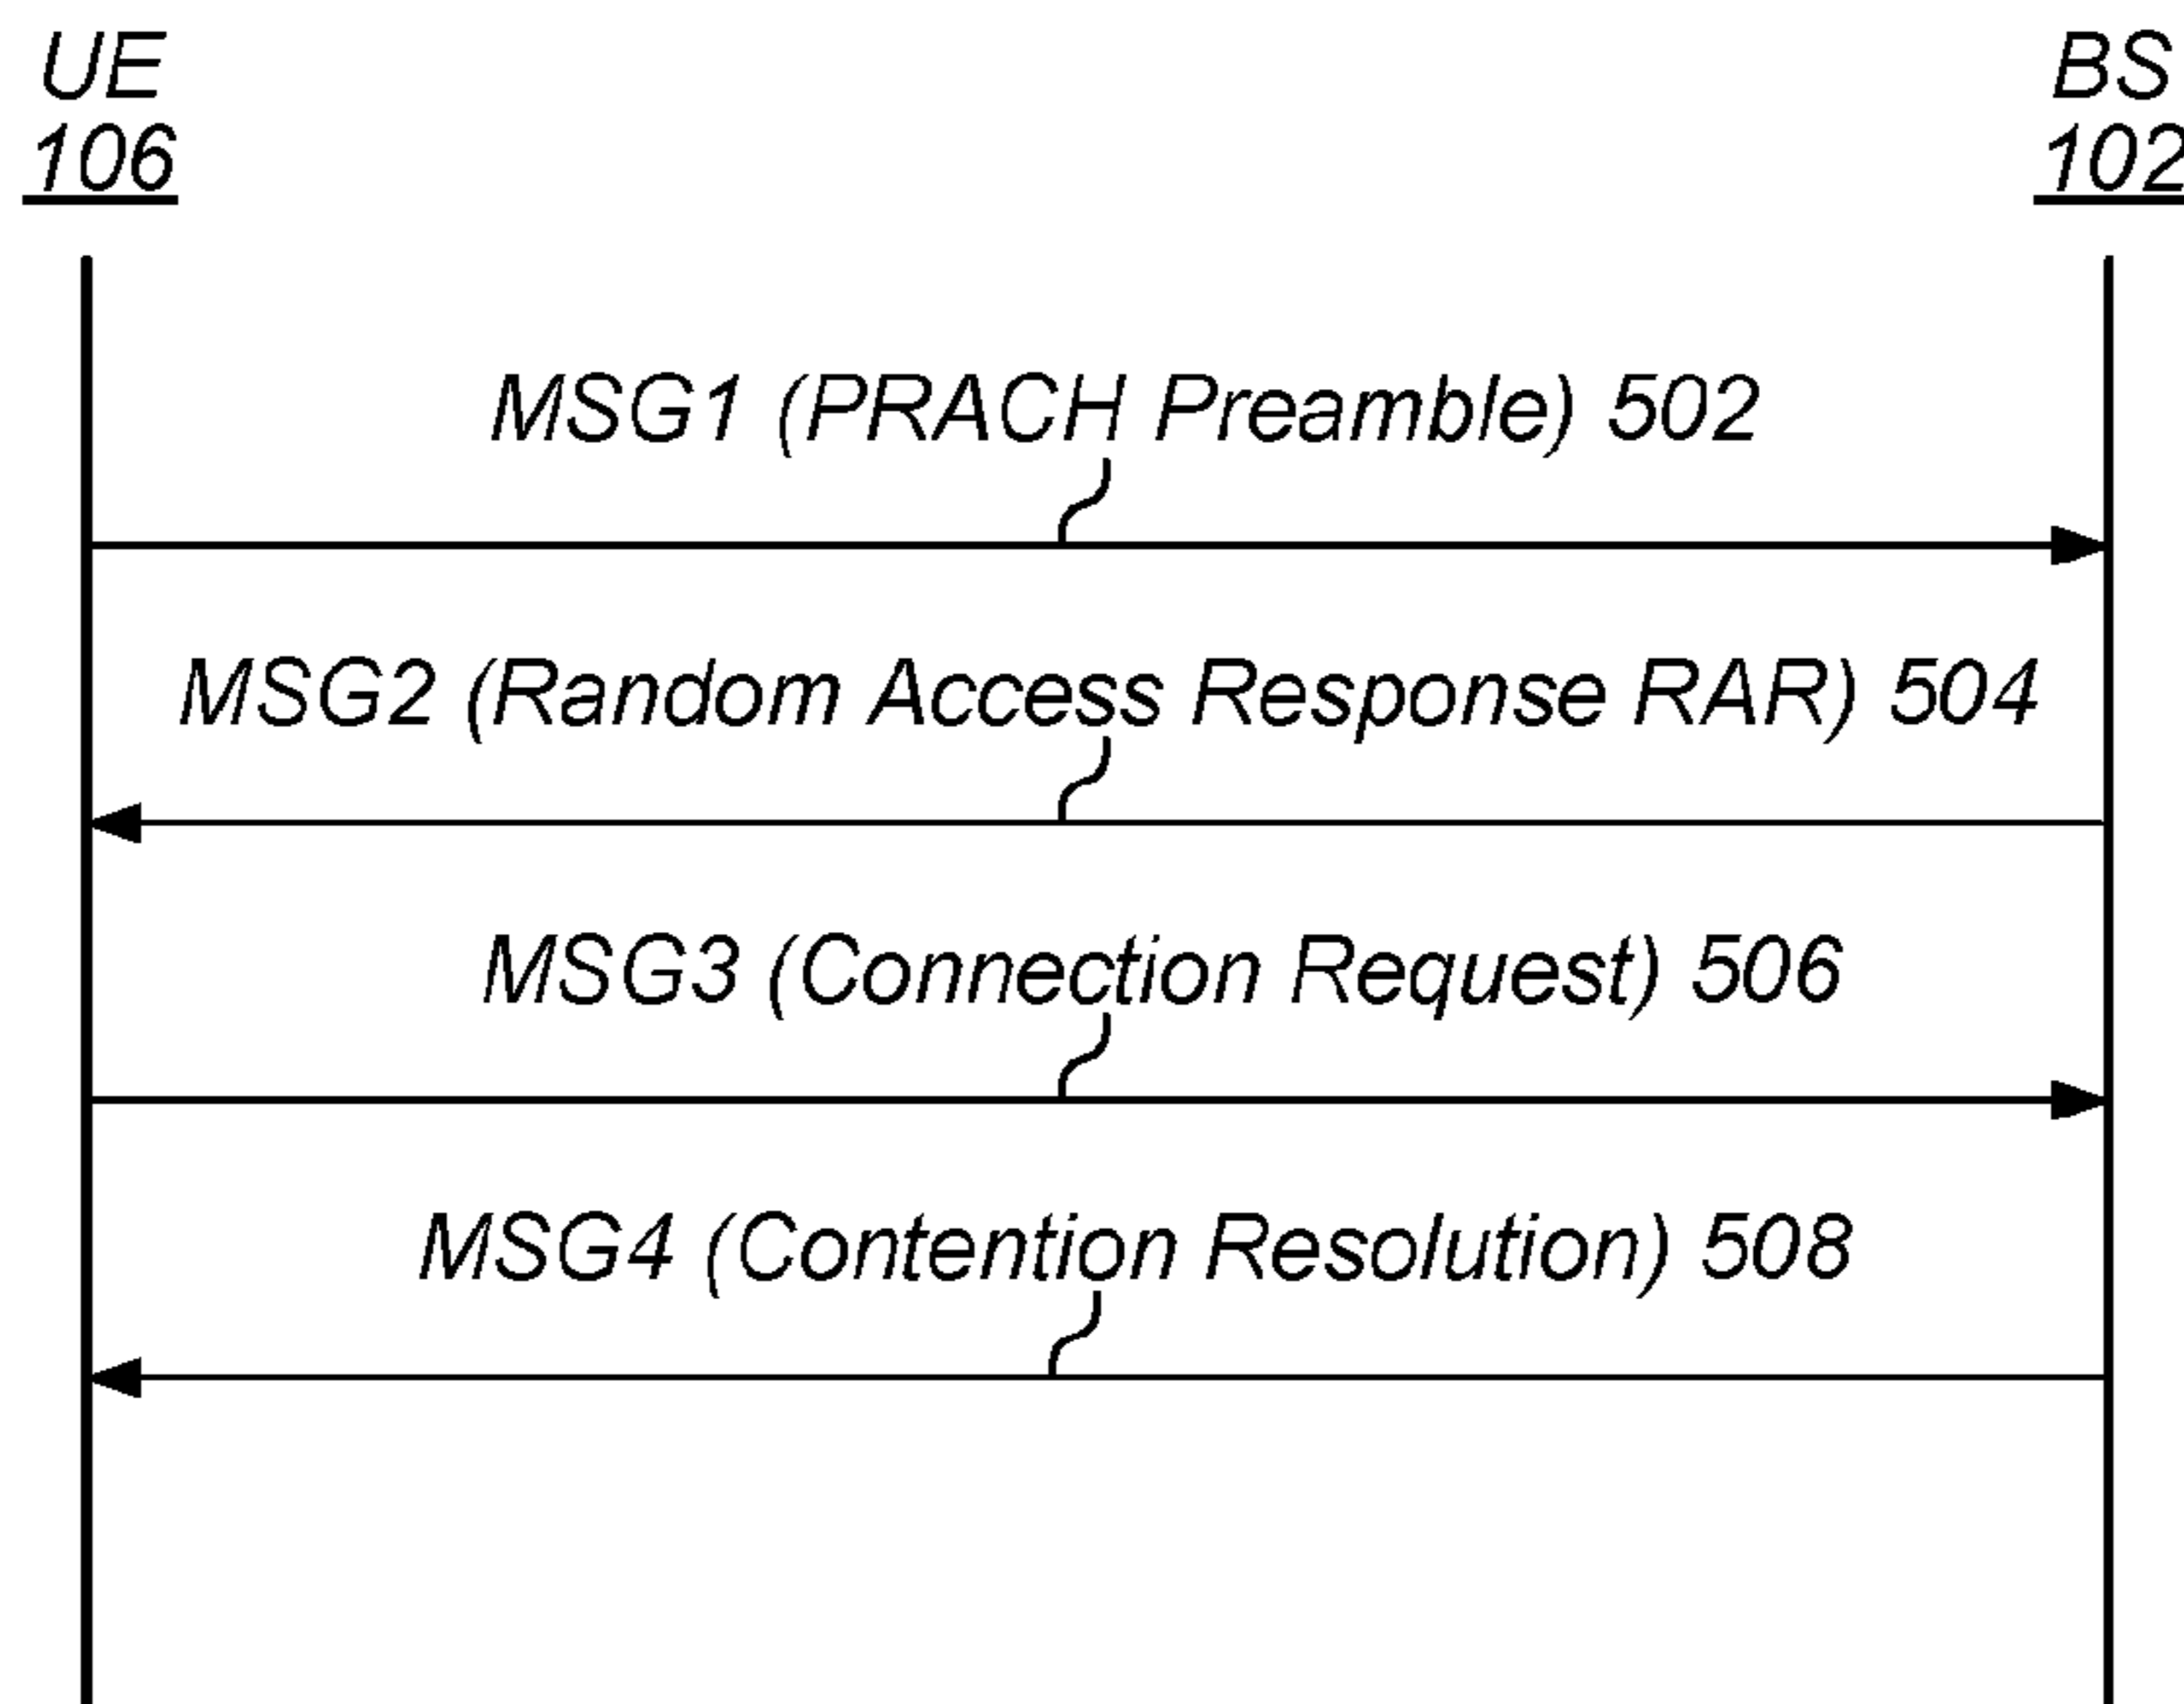 UE
106
BS
102
MSG1 (PRACH Preamble) 502
MSG2 (Random Access Response RAR) 504
MSG3 (Connection Request) 506
MSG4 (Contention Resolution) 508